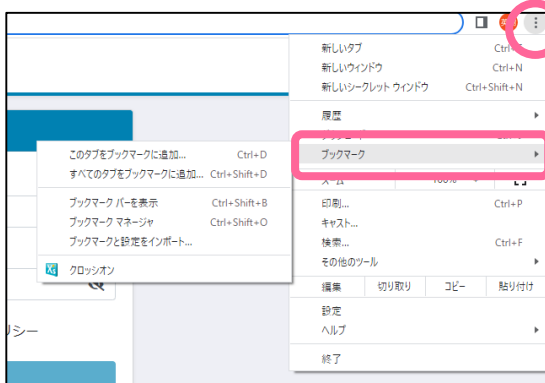 新しいタブ
新しいウィンドウ Ctrl+N
新しいシークレット ウィンドウ Ctrl+Shift+N
履歴
ブックマーク
このタブをブックマークに追加... Ctrl+D
すべてのタブをブックマークに追加... Ctrl+Shift+D
ブックマーク バーを表示 Ctrl+Shift+B
ブックマーク マネージャ Ctrl+Shift+O
ブックマークと設定をインポート...
クロッシオン
印刷... Ctrl+P
キャスト...
検索... Ctrl+F
その他のツール
編集 切り取り コピー 貼り付け
設定
ヘルプ
終了
リシー